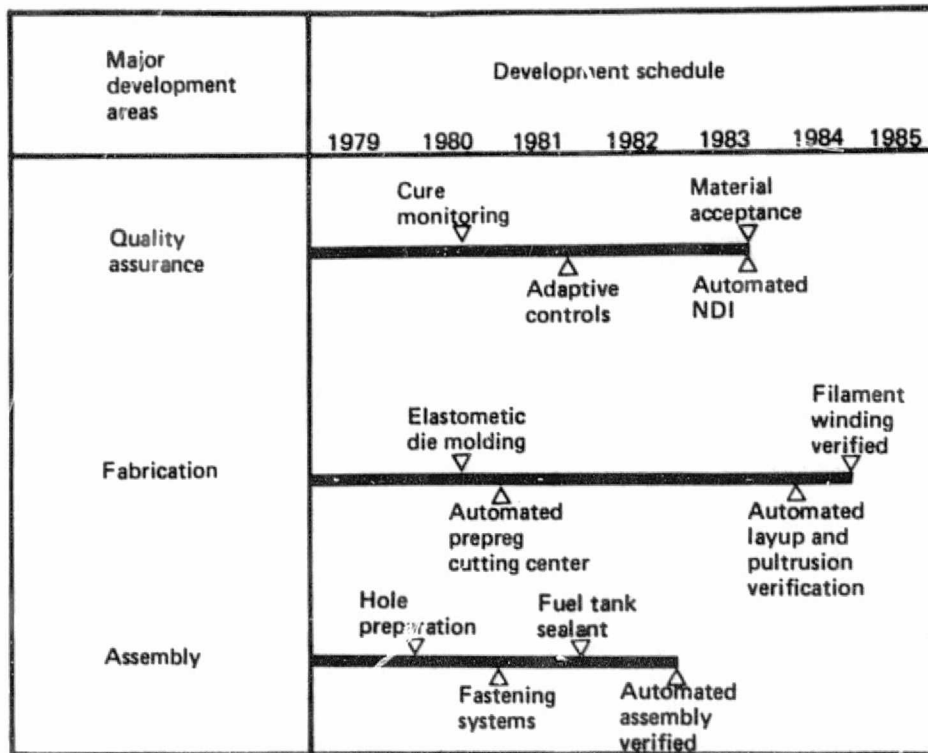 Major
development
areas
Development schedule
1979 1980 1981 1982 1983 1984 1985
Quality
assurance
Cure
monitoring
Material
acceptance
Adaptive
controls
Automated
NDI
Fabrication
Elastometic
die molding
Filament
winding
verified
Automated
prepreg
cutting center
Automated
layup and
pultrusion
verification
Assembly
Hole
preparation
Fuel tank
sealant
Fastening
systems
Automated
assembly
verified